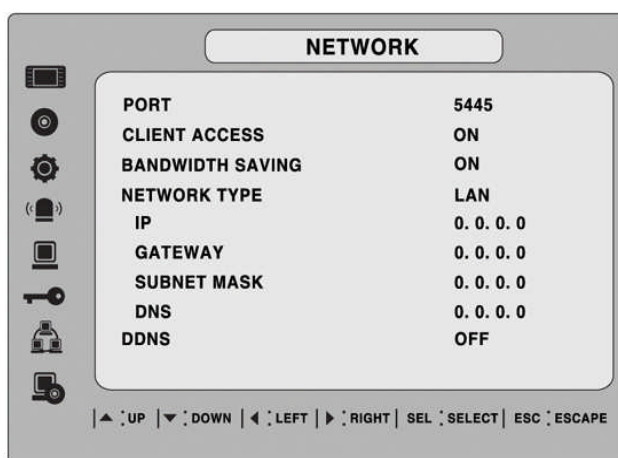 NETWORK
PORT 5445
CLIENT ACCESS ON
BANDWIDTH SAVING ON
NETWORK TYPE LAN
IP 0. 0. 0. 0
GATEWAY 0. 0. 0. 0
SUBNET MASK 0. 0. 0. 0
DNS 0. 0. 0. 0
DDNS OFF
|▲ : UP |▼ : DOWN |◀ : LEFT |▶ : RIGHT | SEL : SELECT | ESC : ESCAPE